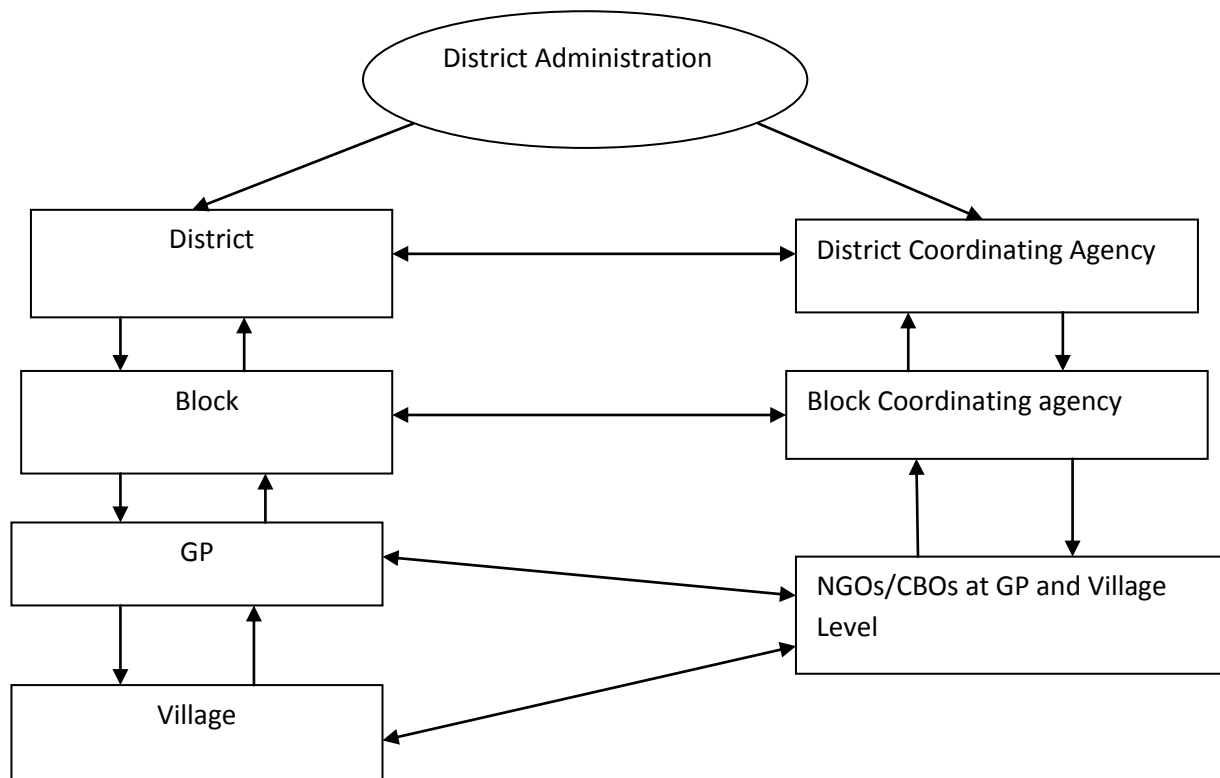 District Administration
District
District Coordinating Agency
Block
Block Coordinating agency
GP
NGOs/CBOs at GP and Village
Level
Village